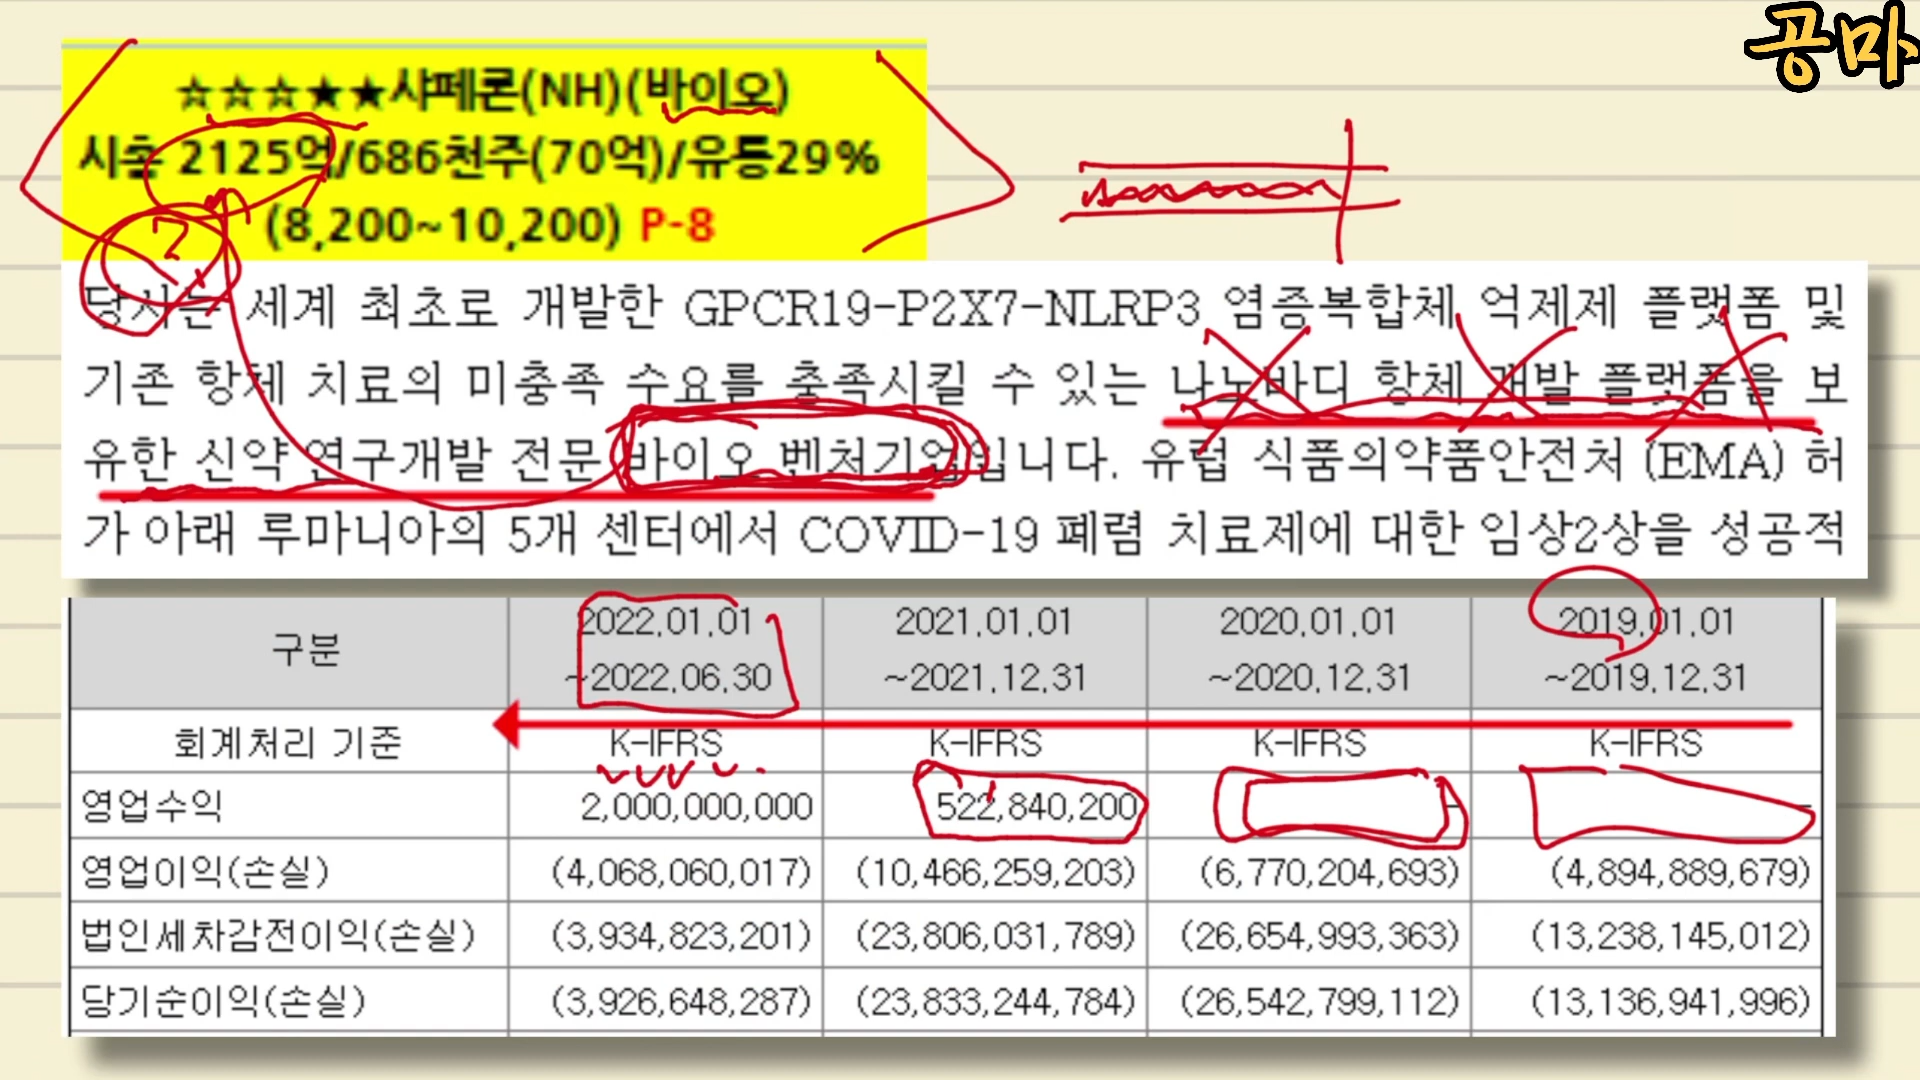 공마
☆☆☆★★샤페론(NH)(바이오)
시총 2125억/686천주(70억)/유통29%
(8,200~10,200) P-8
2
당사는 세계 최초로 개발한 GPCR19-P2X7-NLRP3 염증복합체 억제제 플랫폼 및
기존 항체 치료의 미충족 수요를 충족시킬 수 있는 나노바디 항체 개발 플랫폼을 보
유한 신약 연구개발 전문 바이오 벤처기업입니다. 유럽 식품의약품안전처(EMA) 허
가 아래 루마니아의 5개 센터에서 COVID-19 폐렴 치료제에 대한 임상2상을 성공적
구분 2022.01.01 2021.01.01 2020.01.01 2019.01.01
~2022.06.30 ~2021.12.31 ~2020.12.31 ~2019.12.31
회계처리 기준 K-IFRS K-IFRS K-IFRS K-IFRS
영업수익 2,000,000,000 522,840,200 - -
영업이익(손실) (4,068,060,017) (10,466,259,203) (6,770,204,693) (4,894,889,679)
법인세차감전이익(손실) (3,934,823,201) (23,806,031,789) (26,654,993,363) (13,238,145,012)
당기순이익(손실) (3,926,648,287) (23,833,244,784) (26,542,799,112) (13,136,941,996)